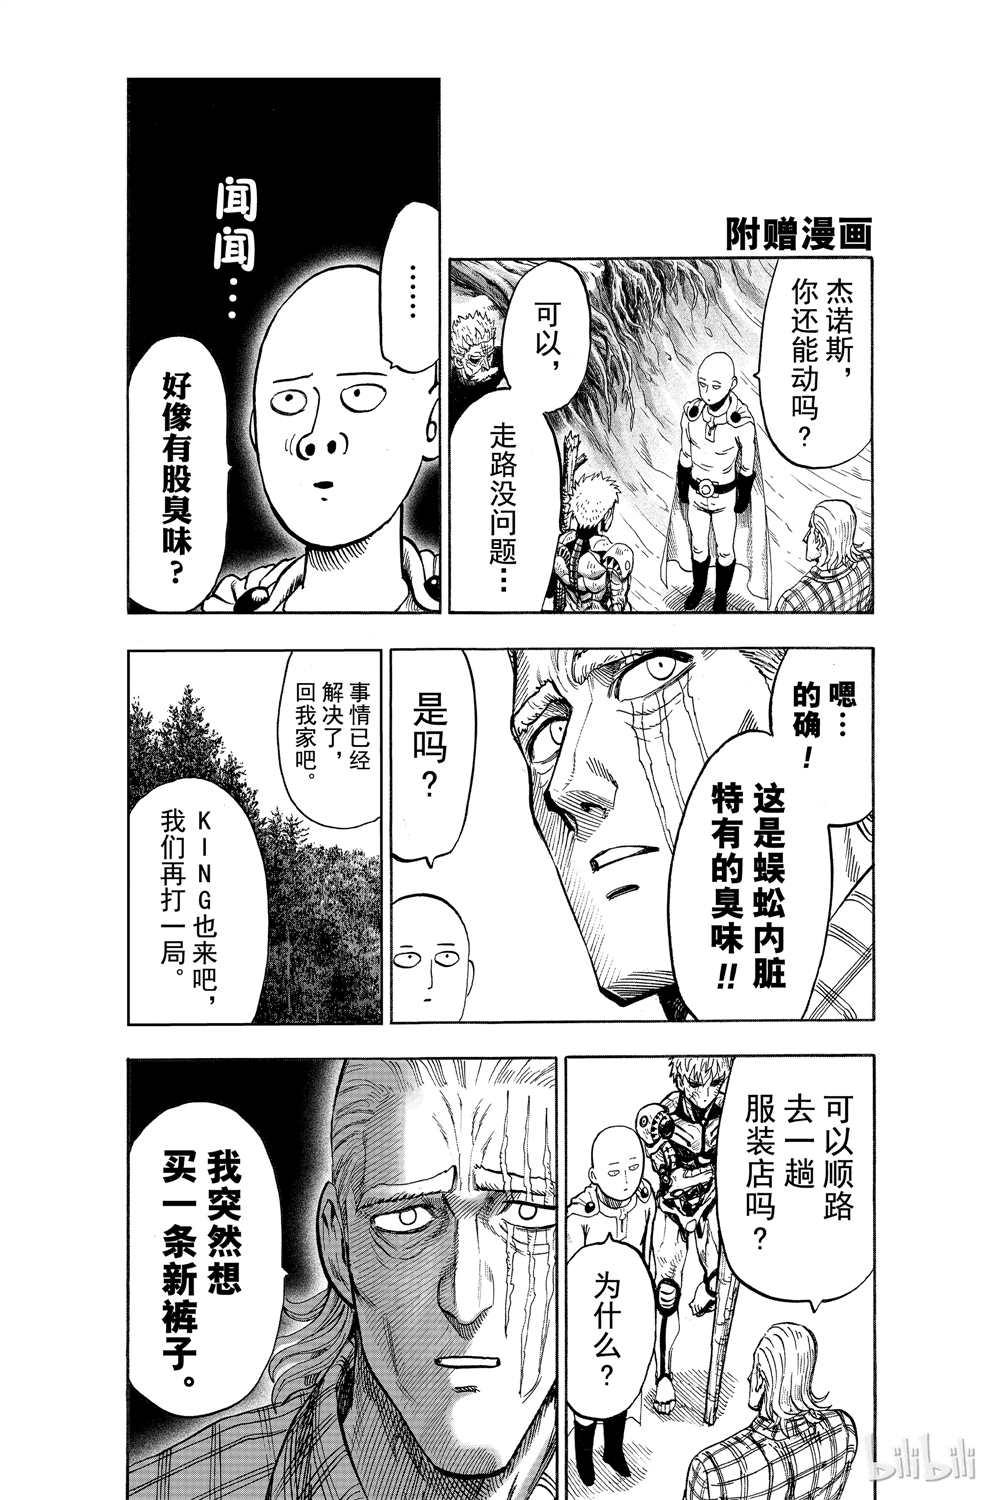 附赠漫画
杰诺斯，
你还能动吗？
可以，
走路没问题…
……
闻闻…
好像有股臭味？
嗯…
的确！
这是蜈蚣内脏
特有的臭味！！
是吗？
事情已经
解决了，
回我家吧。
KING也来吧，
我们再打一局。
可以顺路
去一趟
服装店吗？
为什么？
我突然想
买一条新裤子。
bilibili